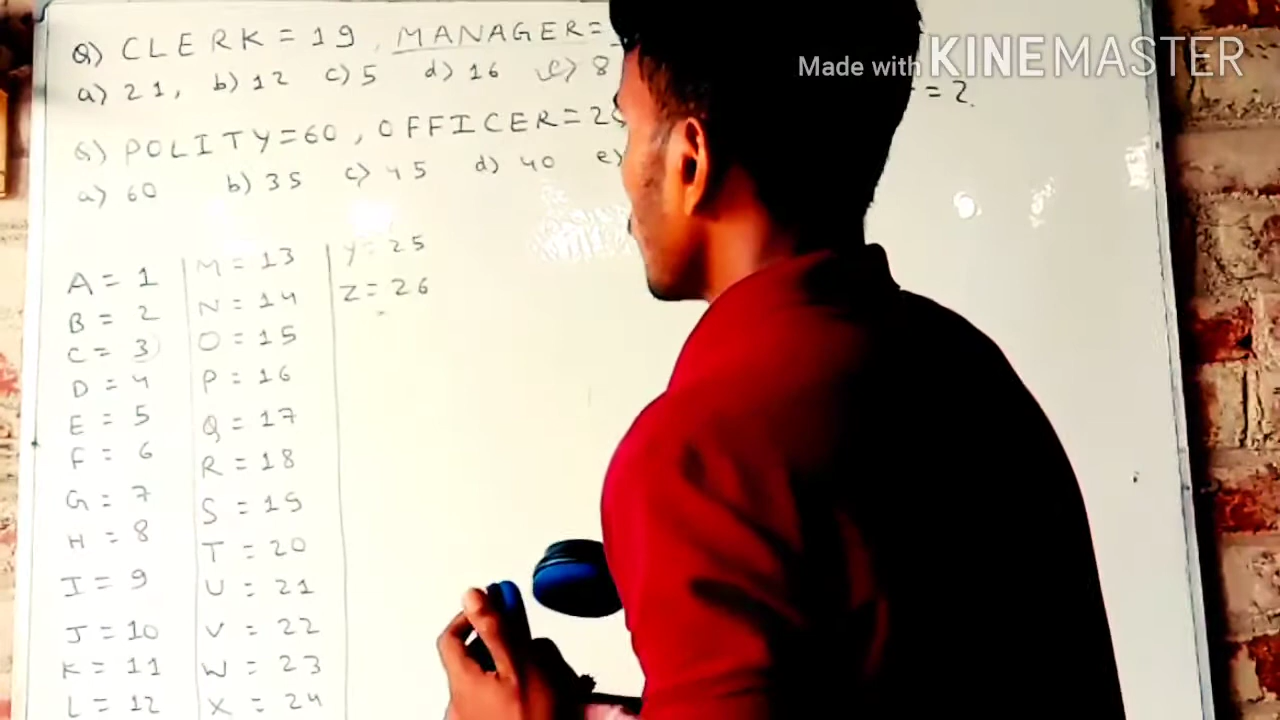 Q) CLERK = 19, MANAGER =
a) 21, b) 12 c) 5 d) 16 e) 8
Q) POLITY = 60, OFFICER = 2
a) 60 b) 35 c) 45 d) 40 e)
= 2.
A = 1
B = 2
C = 3
D = 4
E = 5
F = 6
G = 7
H = 8
I = 9
J = 10
K = 11
L = 12
M = 13
N = 14
O = 15
P = 16
Q = 17
R = 18
S = 19
T = 20
U = 21
V = 22
W = 23
X = 24
Y = 25
Z = 26
Made with KINEMASTER